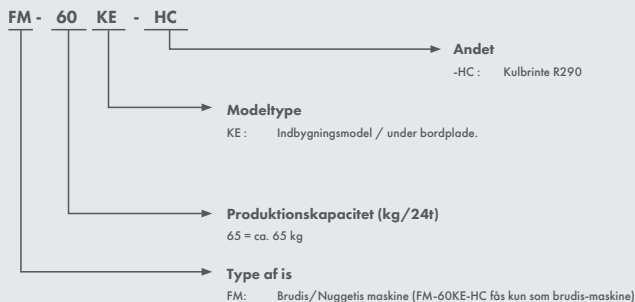 FM - 60 KE - HC
Andet
-HC : Kulbrinte R290
Modeltype
KE : Indbygningsmodel / under bordplade.
Produktionskapacitet (kg/24t)
65 = ca. 65 kg
Type af is
FM: Brudis/Nuggetis maskine (FM-60KE-HC fås kun som brudis-maskine)